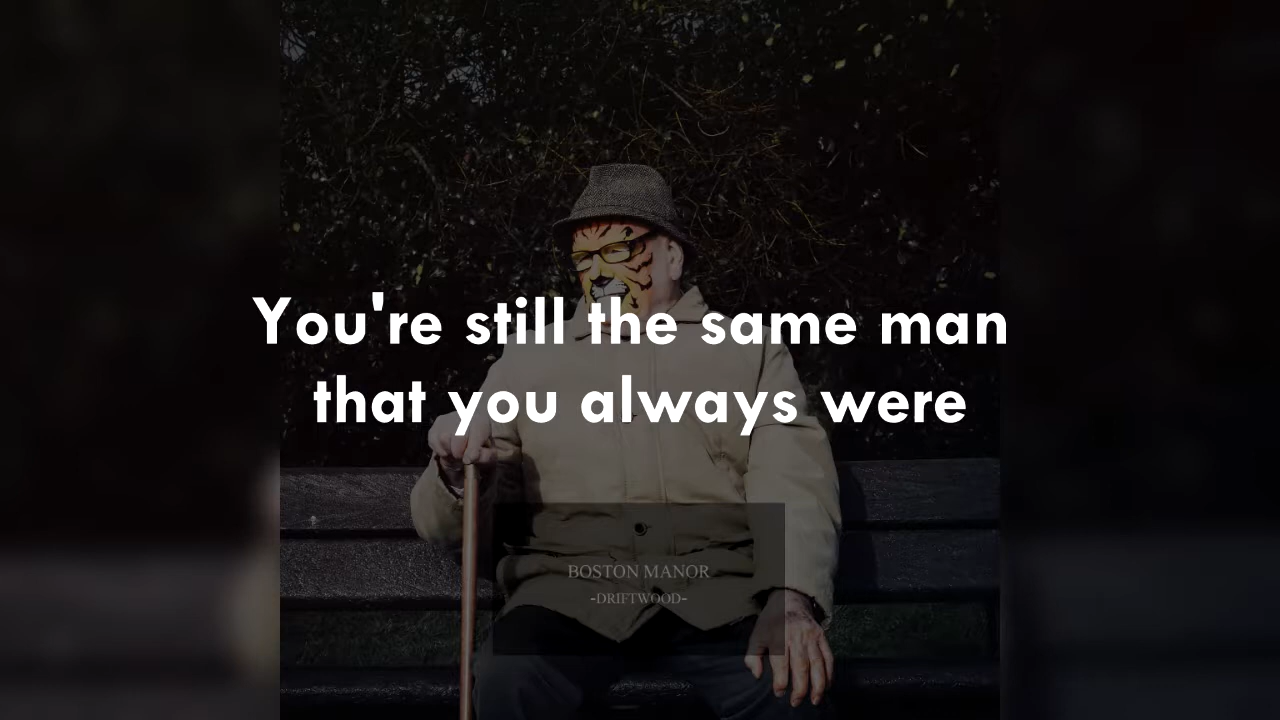 You're still the same man
that you always were
BOSTON MANOR
-DRIFTWOOD-